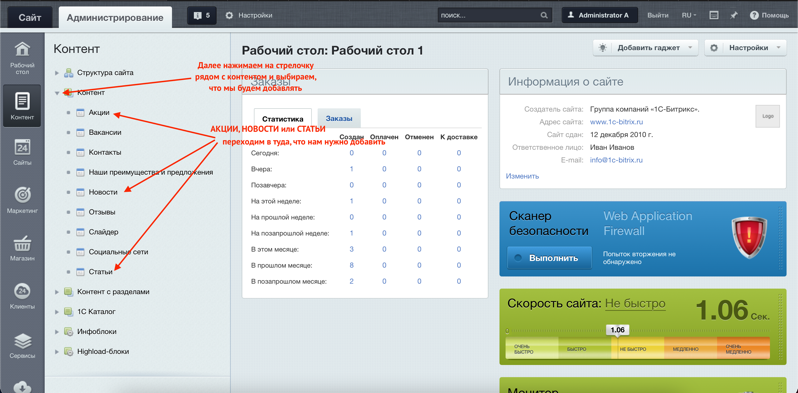 Сайт
Администрирование
5
Настройки
поиск...
Administrator A
Выйти
RU
Помощь
Рабочий стол
Контент
24
Сайты
Маркетинг
Магазин
24
Клиенты
Сервисы
Контент
Структура сайта
Контент
Акции
Вакансии
Контакты
Наши преимущества и предложения
Новости
Отзывы
Слайдер
Социальные сети
Статьи
Контент с разделами
1С Каталог
Инфоблоки
Highload-блоки
Далее нажимаем на стрелочку
рядом с контентом и выбираем,
что мы будем добавлять
АКЦИИ, НОВОСТИ или СТАТЬИ
переходим в туда, что нам нужно добавить
Рабочий стол: Рабочий стол 1
Добавить гаджет
Настройки
Заказы
Статистика
Заказы
Создан Оплачен Отменен К доставке
Сегодня: 0 0 0 0
Вчера: 1 0 0 0
Позавчера: 0 0 0 0
На этой неделе: 1 0 0 0
На прошлой неделе: 0 0 0 0
На позапрошлой неделе: 1 0 0 0
В этом месяце: 3 0 0 0
В прошлом месяце: 8 0 0 0
В позапрошлом месяце: 2 0 0 0
Информация о сайте
Создатель сайта: Группа компаний «1С-Битрикс».
Адрес сайта: www.1c-bitrix.ru
Сайт сдан: 12 декабря 2010 г.
Ответственное лицо: Иван Иванов
E-mail: info@1c-bitrix.ru
Logo
Изменить
Сканер
безопасности
Web Application
Firewall
Выполнить
Попыток вторжения не
обнаружено
Скорость сайта: Не быстро
1.06 Сек.
1.06
0
ОЧЕНЬ
БЫСТРО
БЫСТРО
НЕ БЫСТРО
МЕДЛЕННО
ОЧЕНЬ
МЕДЛЕННО
Монитор